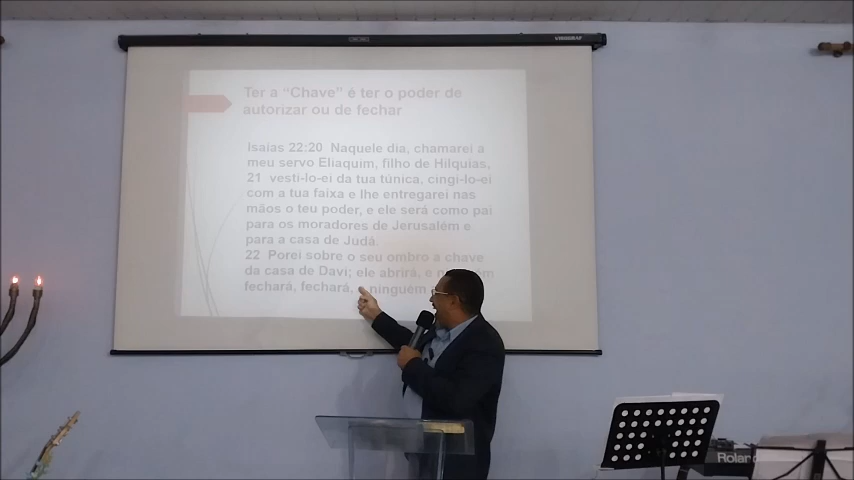 VISOGRAF
Ter a “Chave” é ter o poder de
autorizar ou de fechar
Isaías 22:20 Naquele dia, chamarei a
meu servo Eliaquim, filho de Hilquias,
21 vesti-lo-ei da tua túnica, cingi-lo-ei
com a tua faixa e lhe entregarei nas
mãos o teu poder, e ele será como pai
para os moradores de Jerusalém e
para a casa de Judá.
22 Porei sobre o seu ombro a chave
da casa de Davi; ele abrirá, e
fechará, fechará, ninguém
Roland